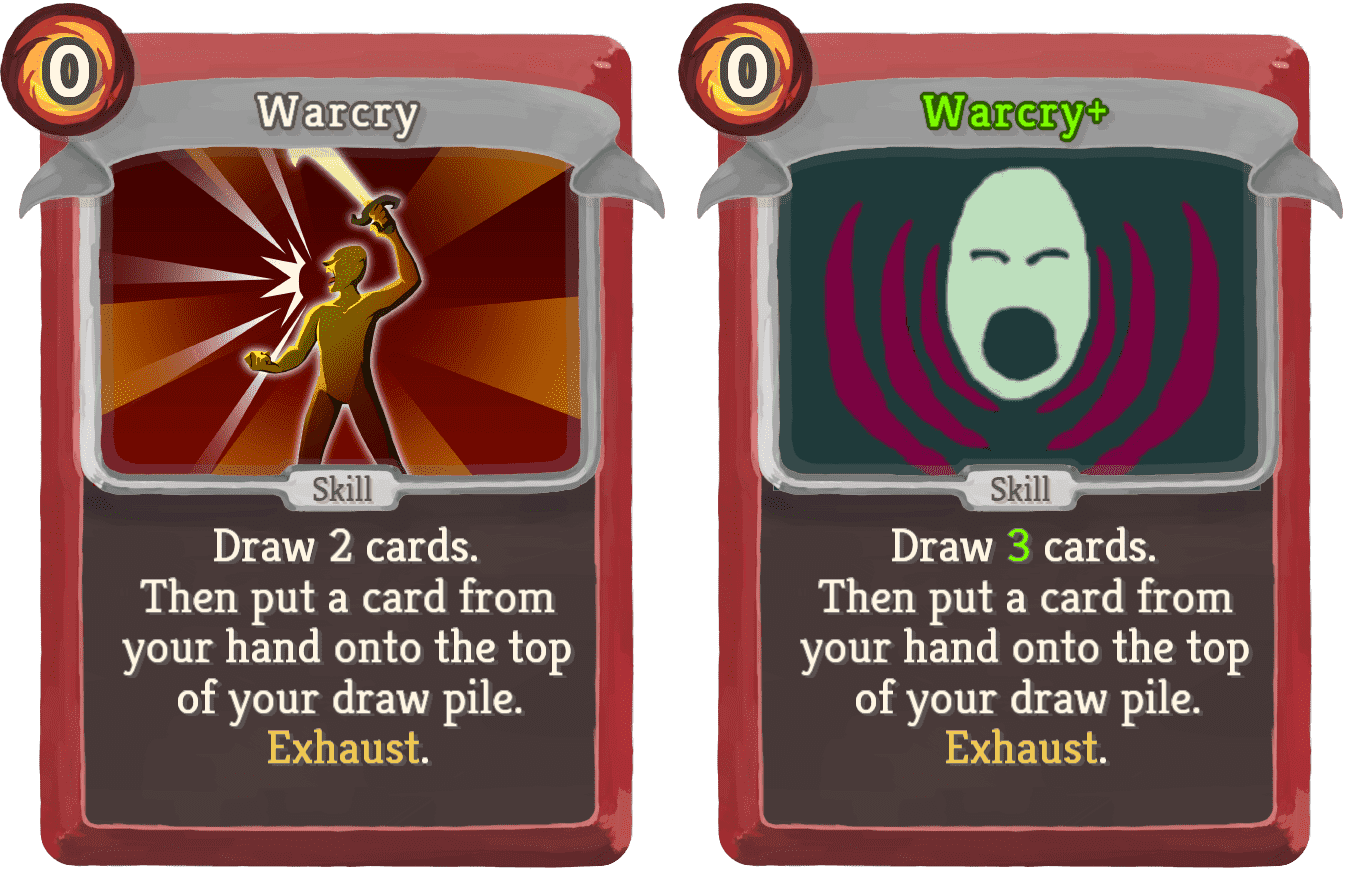 0
Warcry
Skill
Draw 2 cards.
Then put a card from
your hand onto the top
of your draw pile.
Exhaust.
0
Warcry+
Skill
Draw 3 cards.
Then put a card from
your hand onto the top
of your draw pile.
Exhaust.